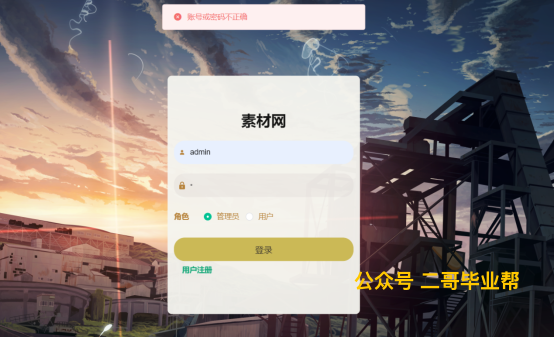 账号或密码不正确
素材网
admin
角色 管理员 用户
登录
用户注册
公众号 二哥毕业帮